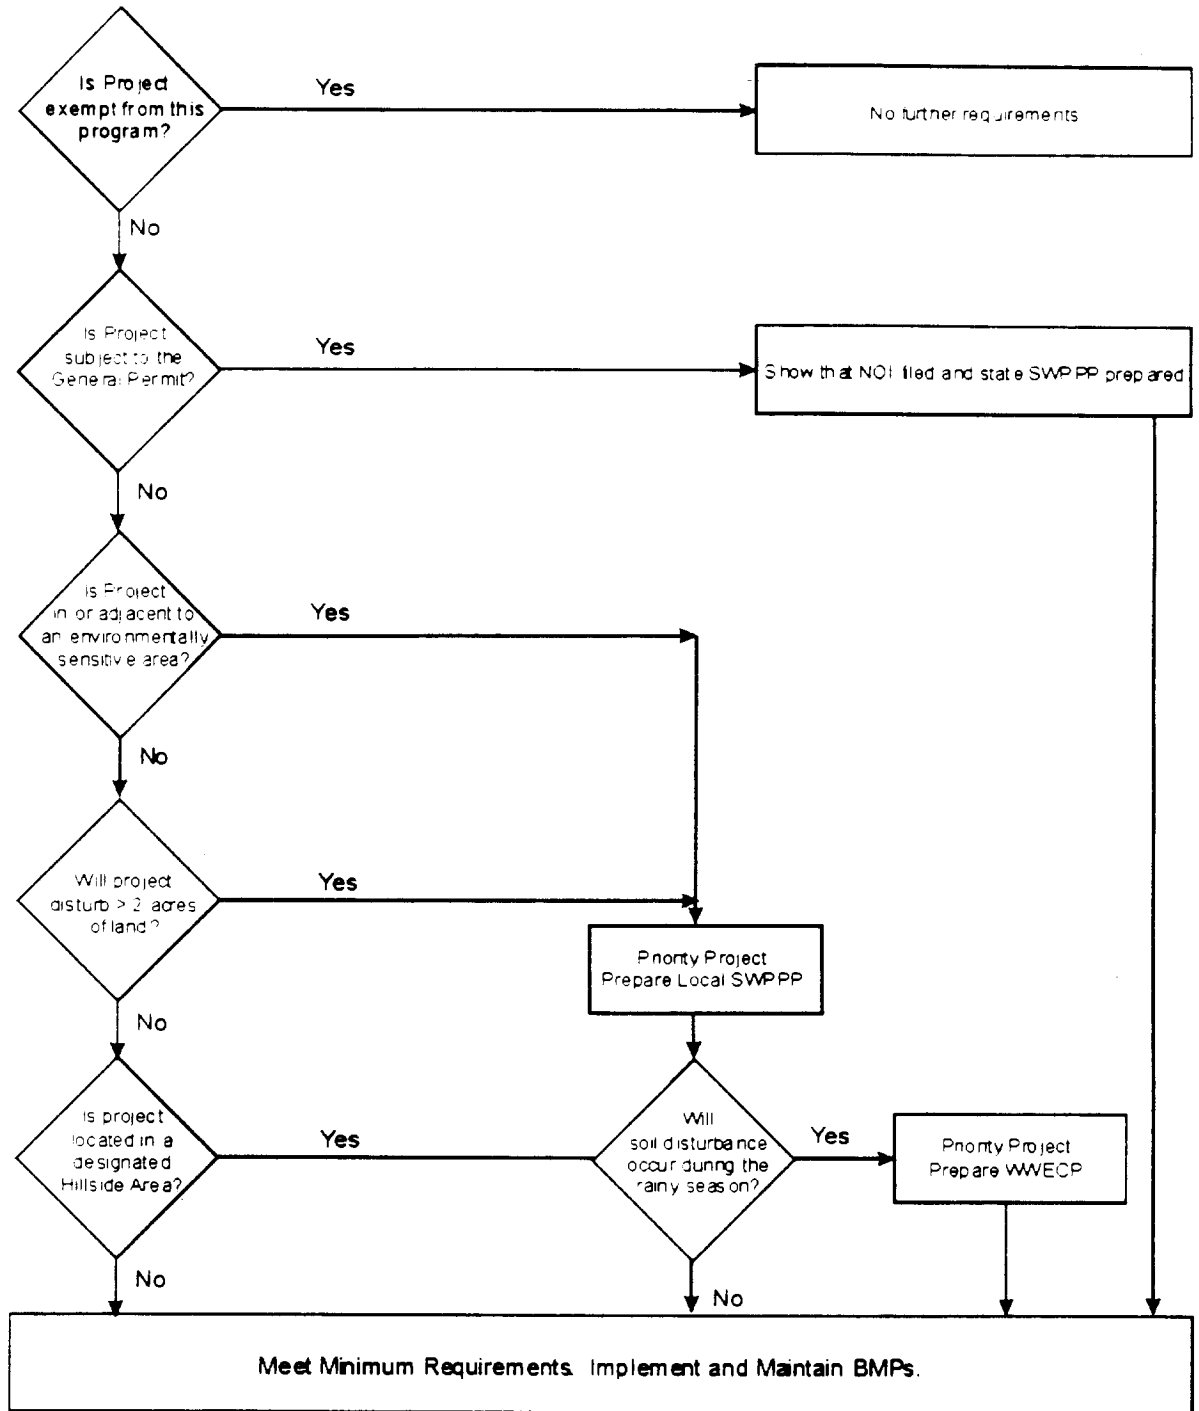 Is Project
exempt from this
program?
Yes
No further requirements
No
Is Project
subject to the
General Permit?
Yes
Show that NOI filed and state SWPPP prepared
No
Is Project
in or adjacent to
an environmentally
sensitive area?
Yes
No
Will project
disturb > 2 acres
of land?
Yes
Priority Project
Prepare Local SWPPP
No
Is project
located in a
designated
Hillside Area?
Yes
Will
soil disturbance
occur during the
rainy season?
Yes
Priority Project
Prepare WWECP
No
No
Meet Minimum Requirements. Implement and Maintain BMPs.